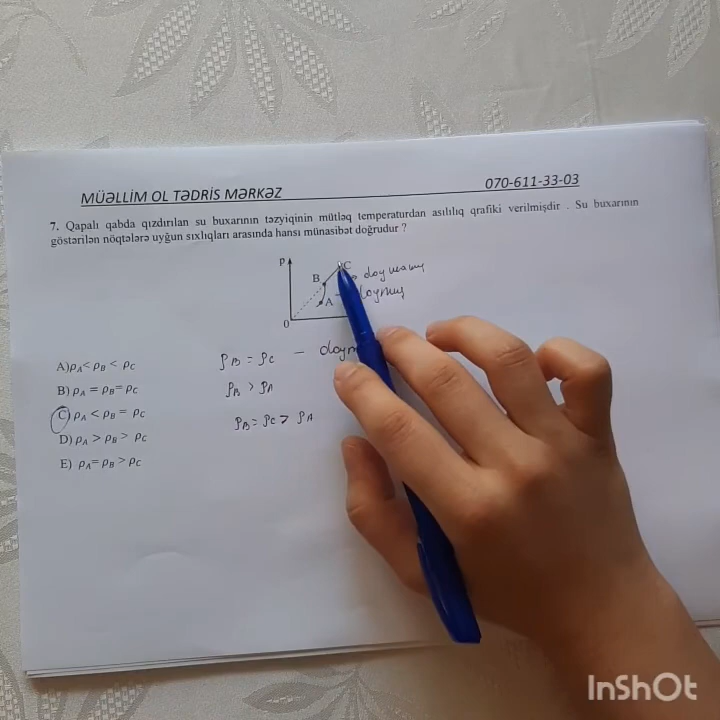 MÜƏLLİM OL TƏDRİS MƏRKƏZ 070-611-33-03
7. Qapalı qabda qızdırılan su buxarının təzyiqinin mütləq temperaturdan asılılıq qrafiki verilmişdir . Su buxarının
göstərilən nöqtələrə uyğun sıxlıqları arasında hansı münasibət doğrudur ?
P
C
B
doymamış
A
doymuş
0
A)ρA< ρB < ρC
B) ρA = ρB= ρC
C) ρA < ρB = ρC
D) ρA > ρB > ρC
E) ρA= ρB > ρC
ρB = ρC –
ρB > ρA
ρB = ρC > ρA
InShOt